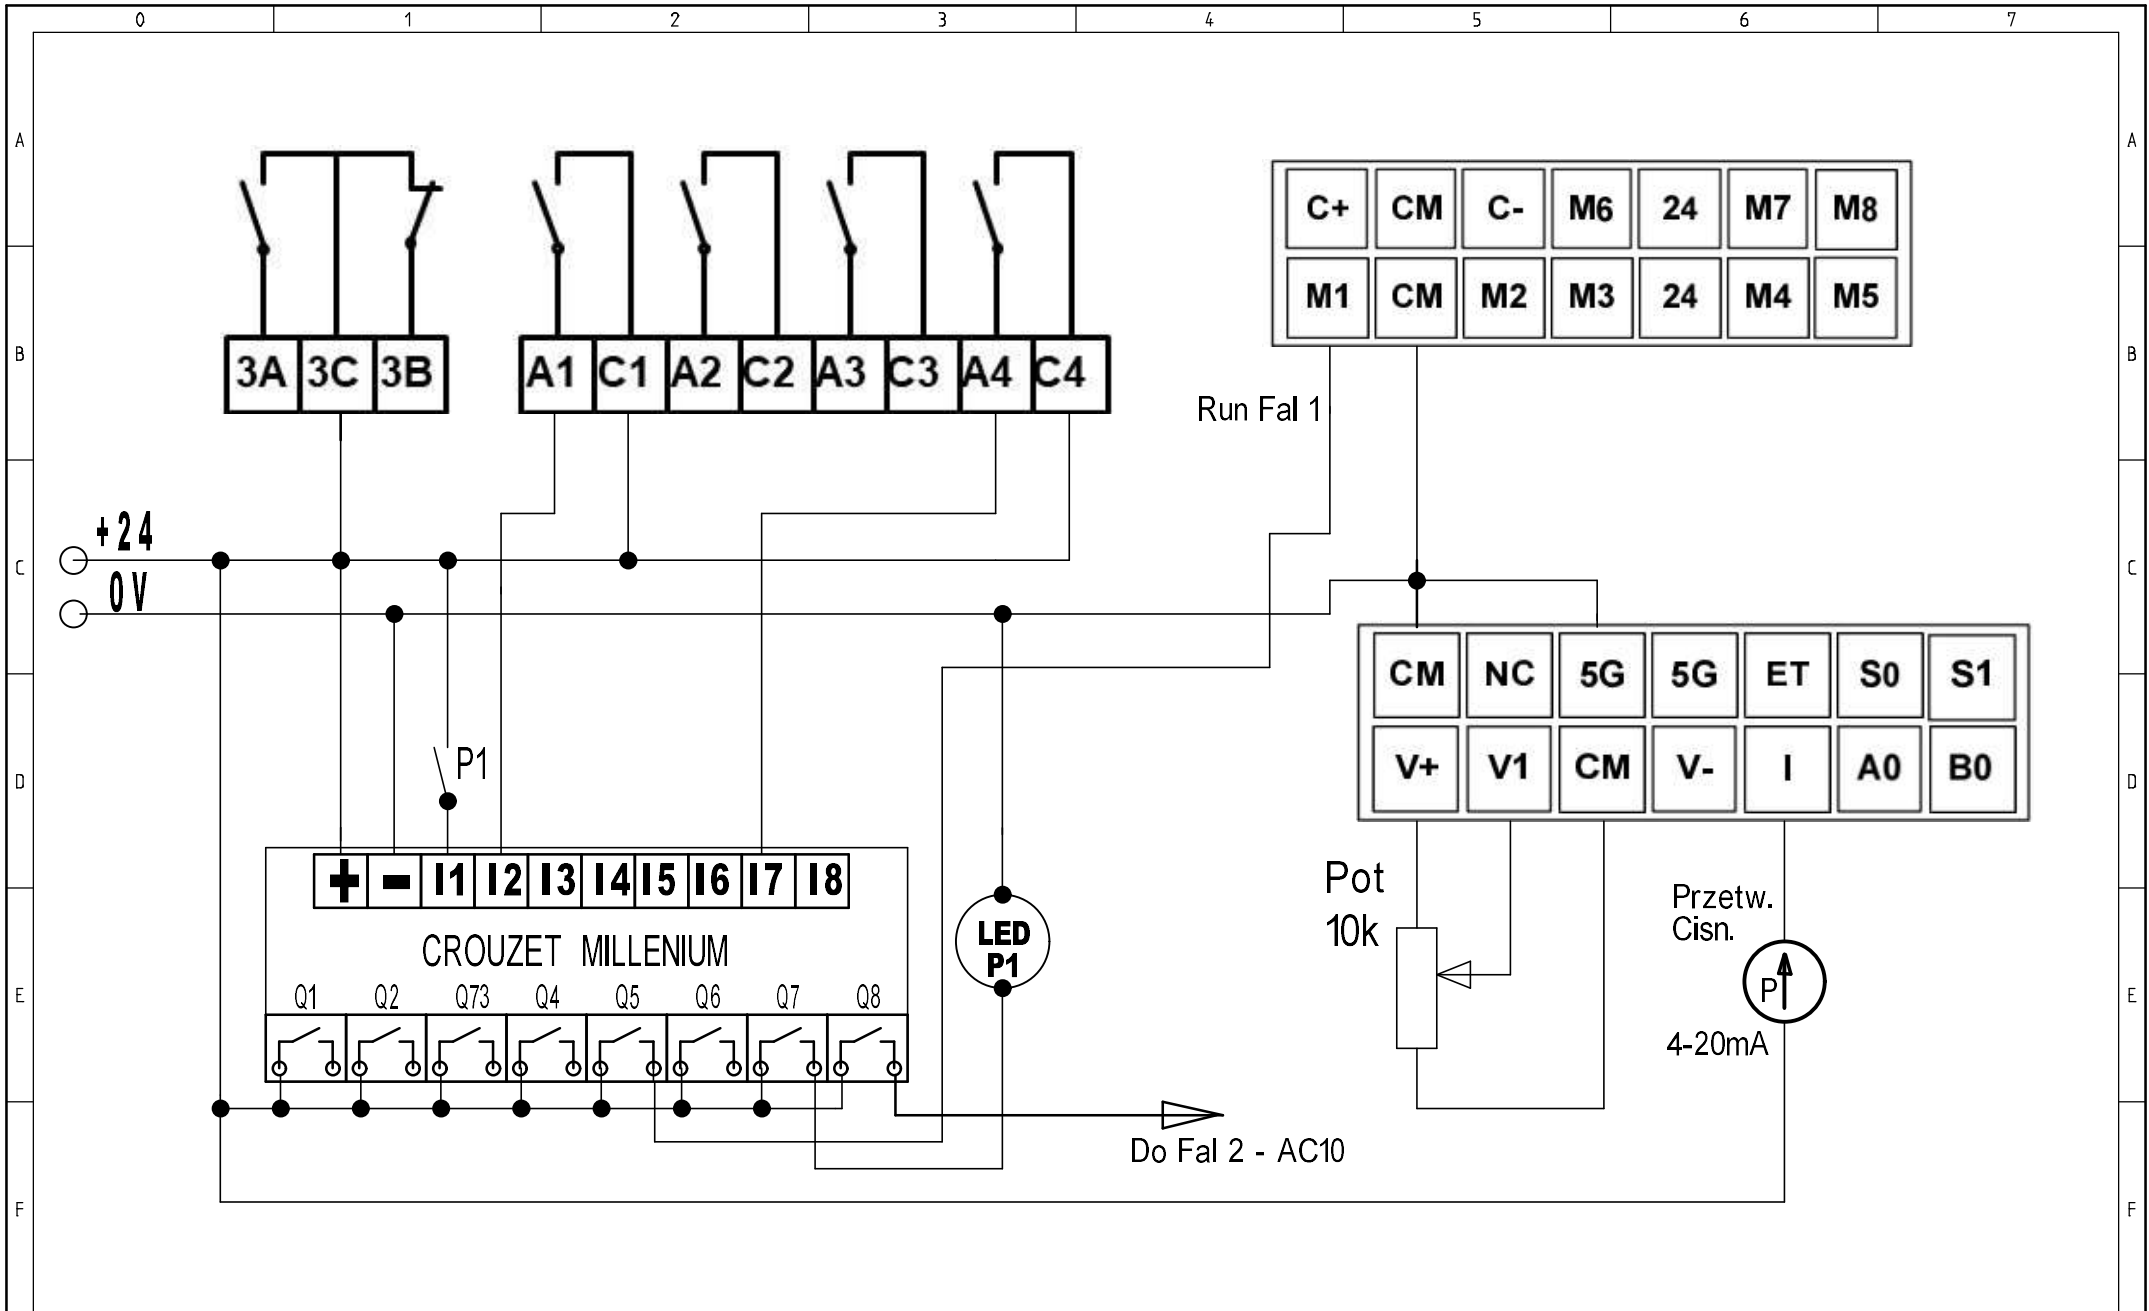 0 1 2 3 4 5 6 7
A A
C+ CM C- M6 24 M7 M8
M1 CM M2 M3 24 M4 M5
B B
3A 3C 3B A1 C1 A2 C2 A3 C3 A4 C4
Run Fal 1
+24
C C
0V
CM NC 5G 5G ET S0 S1
V+ V1 CM V- I A0 B0
P1
D D
+ - I1 I2 I3 I4 I5 I6 I7 I8
Pot
10k
Przetw.
Cisn.
LED
P1
CROUZET MILLENIUM
P
E E
Q1 Q2 Q73 Q4 Q5 Q6 Q7 Q8
4-20mA
Do Fal 2 - AC10
F F